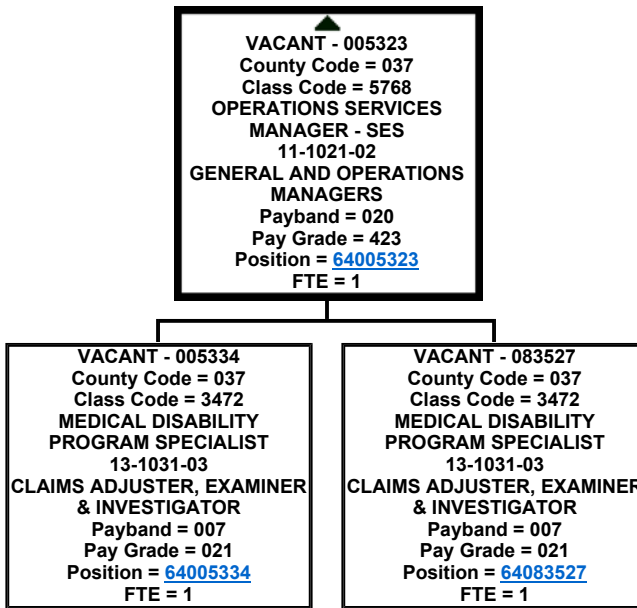 VACANT - 005323
County Code = 037
Class Code = 5768
OPERATIONS SERVICES
MANAGER - SES
11-1021-02
GENERAL AND OPERATIONS
MANAGERS
Payband = 020
Pay Grade = 423
Position = 64005323
FTE = 1
VACANT - 005334
County Code = 037
Class Code = 3472
MEDICAL DISABILITY
PROGRAM SPECIALIST
13-1031-03
CLAIMS ADJUSTER, EXAMINER
& INVESTIGATOR
Payband = 007
Pay Grade = 021
Position = 64005334
FTE = 1
VACANT - 083527
County Code = 037
Class Code = 3472
MEDICAL DISABILITY
PROGRAM SPECIALIST
13-1031-03
CLAIMS ADJUSTER, EXAMINER
& INVESTIGATOR
Payband = 007
Pay Grade = 021
Position = 64083527
FTE = 1